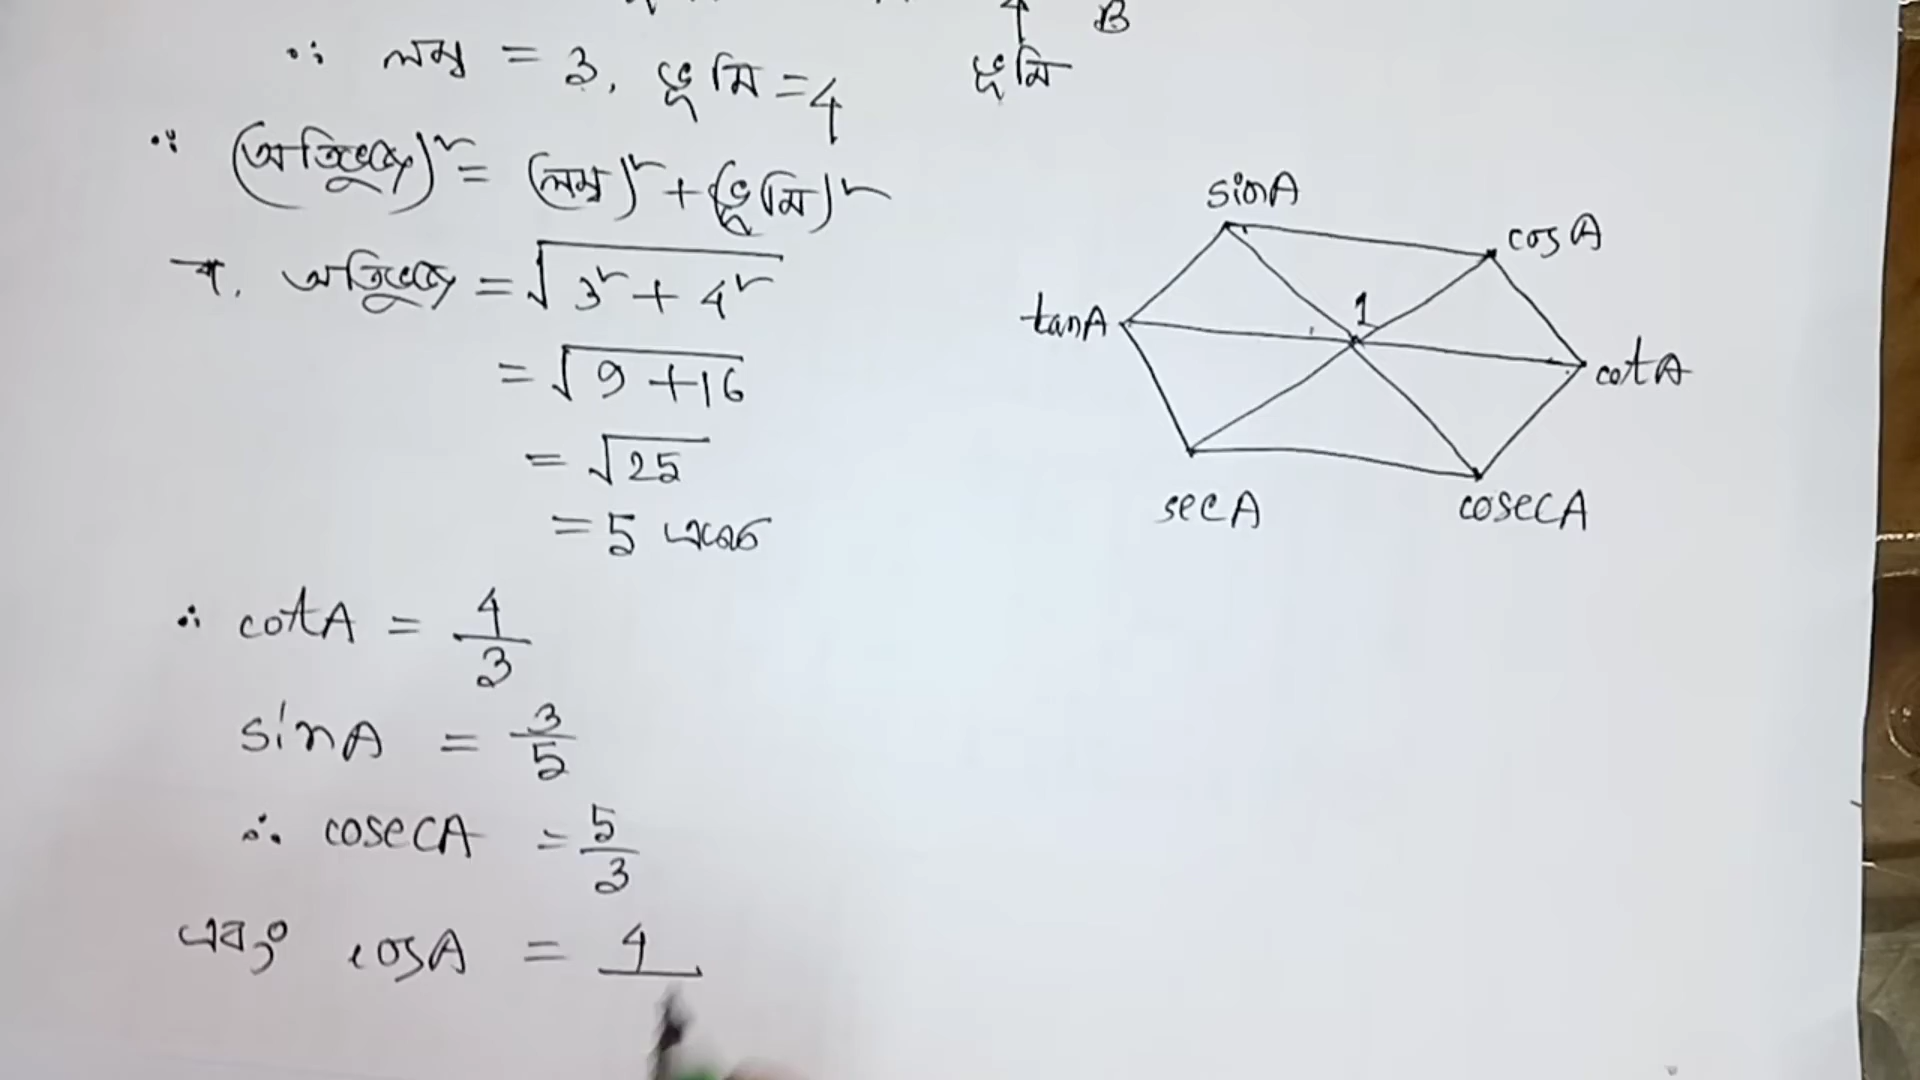 ∴ লম্ব = 3, ভূমি = 4
B
ভূমি
∴ (অতিভুজ)² = (লম্ব)² + (ভূমি)²
বা, অতিভুজ = √3² + 4²
= √9 + 16
= √25
= 5 একক
∴ cotA = 4/3
sinA = 3/5
∴ cosecA = 5/3
এবং cosA = 4
sinA
cosA
tanA
1
cotA
secA
cosecA